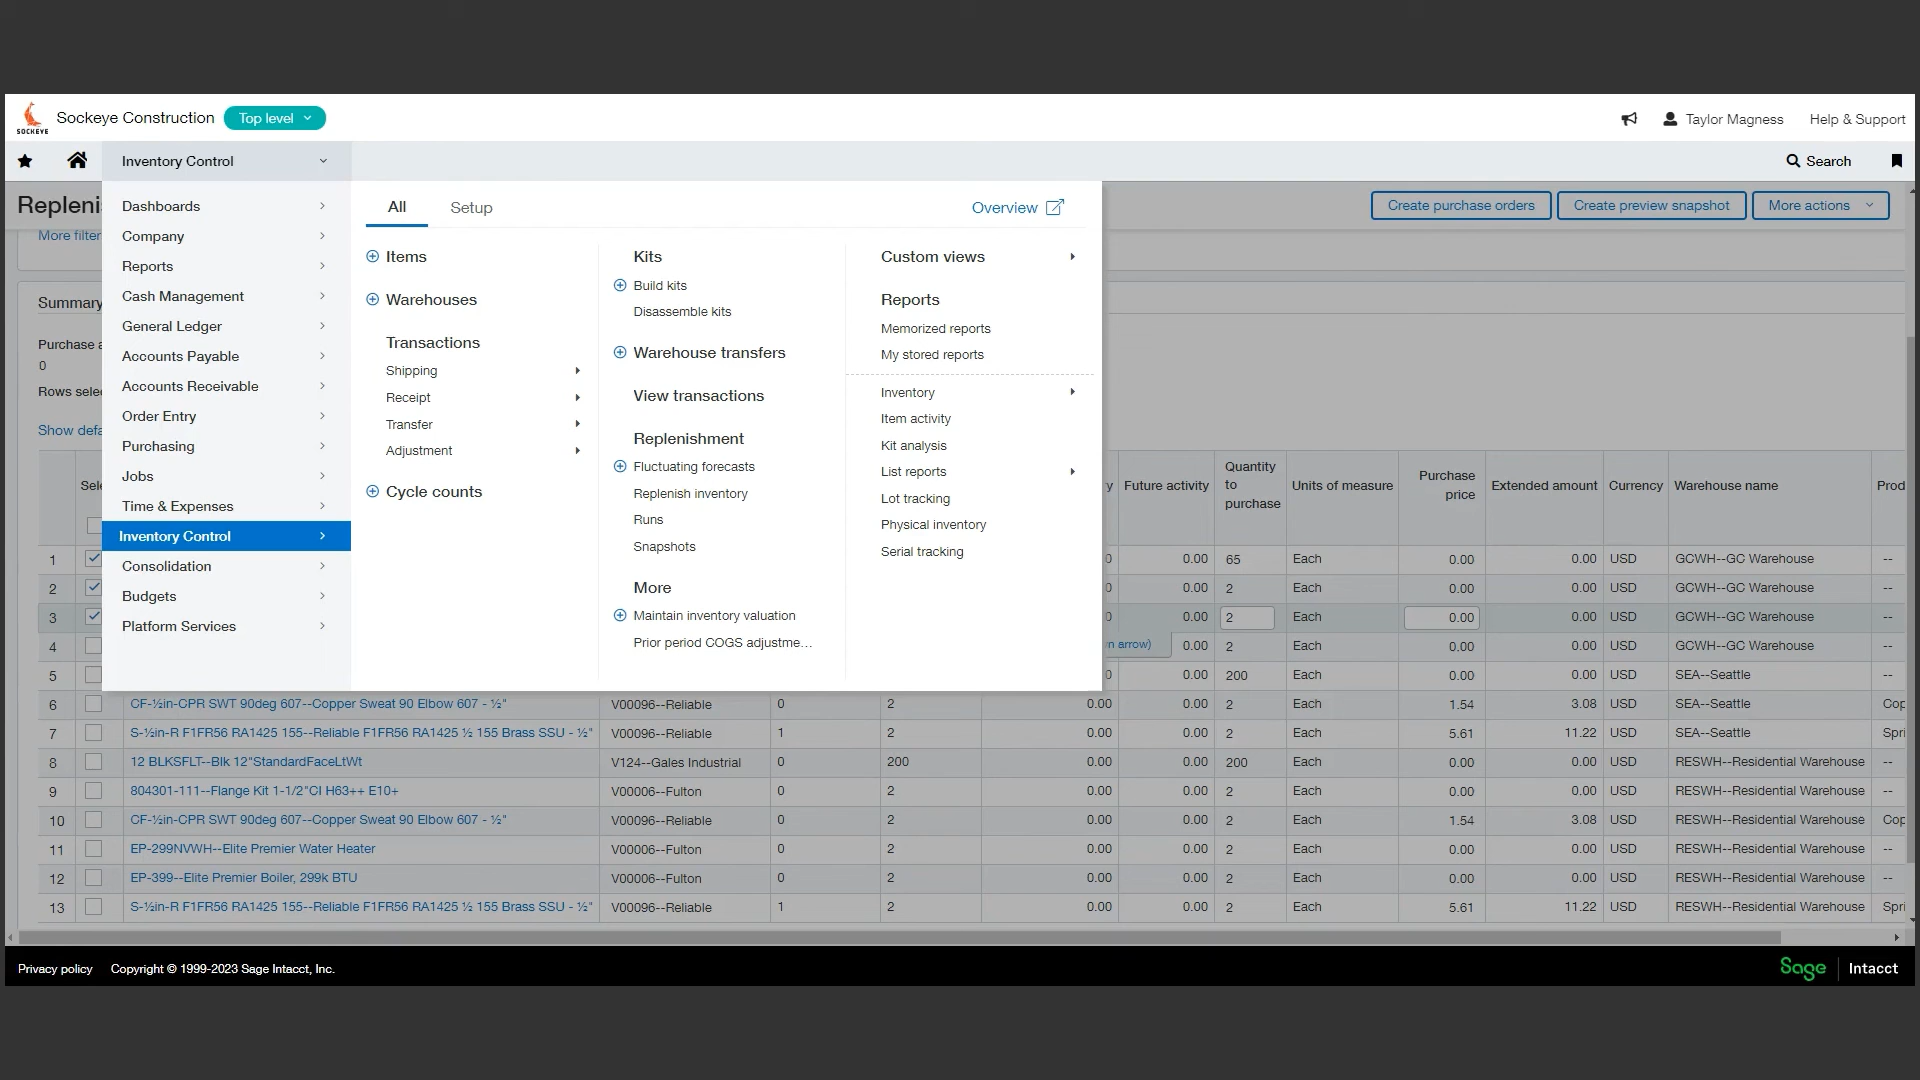 SOCKEYE
Sockeye Construction
Top level
Taylor Magness
Help & Support
Inventory Control
Search
Create purchase orders
Create preview snapshot
More actions
Summary
Purchase
0
Rows
Show
Dashboards
Company
Reports
Cash Management
General Ledger
Accounts Payable
Accounts Receivable
Order Entry
Purchasing
Jobs
Time & Expenses
Inventory Control
Consolidation
Budgets
Platform Services
All
Setup
Overview
Items
Warehouses
Transactions
Shipping
Receipt
Transfer
Adjustment
Cycle counts
Kits
Build kits
Disassemble kits
Warehouse transfers
View transactions
Replenishment
Fluctuating forecasts
Replenish inventory
Runs
Snapshots
More
Maintain inventory valuation
Prior period COGS adjustme...
Custom views
Reports
Memorized reports
My stored reports
Inventory
Item activity
Kit analysis
List reports
Lot tracking
Physical inventory
Serial tracking
Future activity Quantity to purchase Units of measure Purchase price Extended amount Currency Warehouse name
1 0.00 65 Each 0.00 0.00 USD GCWH--GC Warehouse --
2 0.00 2 Each 0.00 0.00 USD GCWH--GC Warehouse --
3 0.00 2 Each 0.00 0.00 USD GCWH--GC Warehouse --
4 arrow) 0.00 2 Each 0.00 0.00 USD GCWH--GC Warehouse --
5 0.00 200 Each 0.00 0.00 USD SEA--Seattle --
6 CF-½in-CPR SWT 90deg 607--Copper Sweat 90 Elbow 607 - ½" V00096--Reliable 0 2 0.00 0.00 2 Each 1.54 3.08 USD SEA--Seattle
7 S-½in-R F1FR56 RA1425 155--Reliable F1FR56 RA1425 ½ 155 Brass SSU - ½" V00096--Reliable 1 2 0.00 0.00 2 Each 5.61 11.22 USD SEA--Seattle
8 12 BLKSFLT--Blk 12"StandardFaceLtWt V124--Gales Industrial 0 200 0.00 0.00 200 Each 0.00 0.00 USD RESWH--Residential Warehouse --
9 804301-111--Flange Kit 1-1/2"CI H63++ E10+ V00006--Fulton 0 2 0.00 0.00 2 Each 0.00 0.00 USD RESWH--Residential Warehouse --
10 CF-½in-CPR SWT 90deg 607--Copper Sweat 90 Elbow 607 - ½" V00096--Reliable 0 2 0.00 0.00 2 Each 1.54 3.08 USD RESWH--Residential Warehouse
11 EP-299NVWH--Elite Premier Water Heater V00006--Fulton 0 2 0.00 0.00 2 Each 0.00 0.00 USD RESWH--Residential Warehouse --
12 EP-399--Elite Premier Boiler, 299k BTU V00006--Fulton 0 2 0.00 0.00 2 Each 0.00 0.00 USD RESWH--Residential Warehouse --
13 S-½in-R F1FR56 RA1425 155--Reliable F1FR56 RA1425 ½ 155 Brass SSU - ½" V00096--Reliable 1 2 0.00 0.00 2 Each 5.61 11.22 USD RESWH--Residential Warehouse
Privacy policy
Copyright © 1999-2023 Sage Intacct, Inc.
Sage Intacct